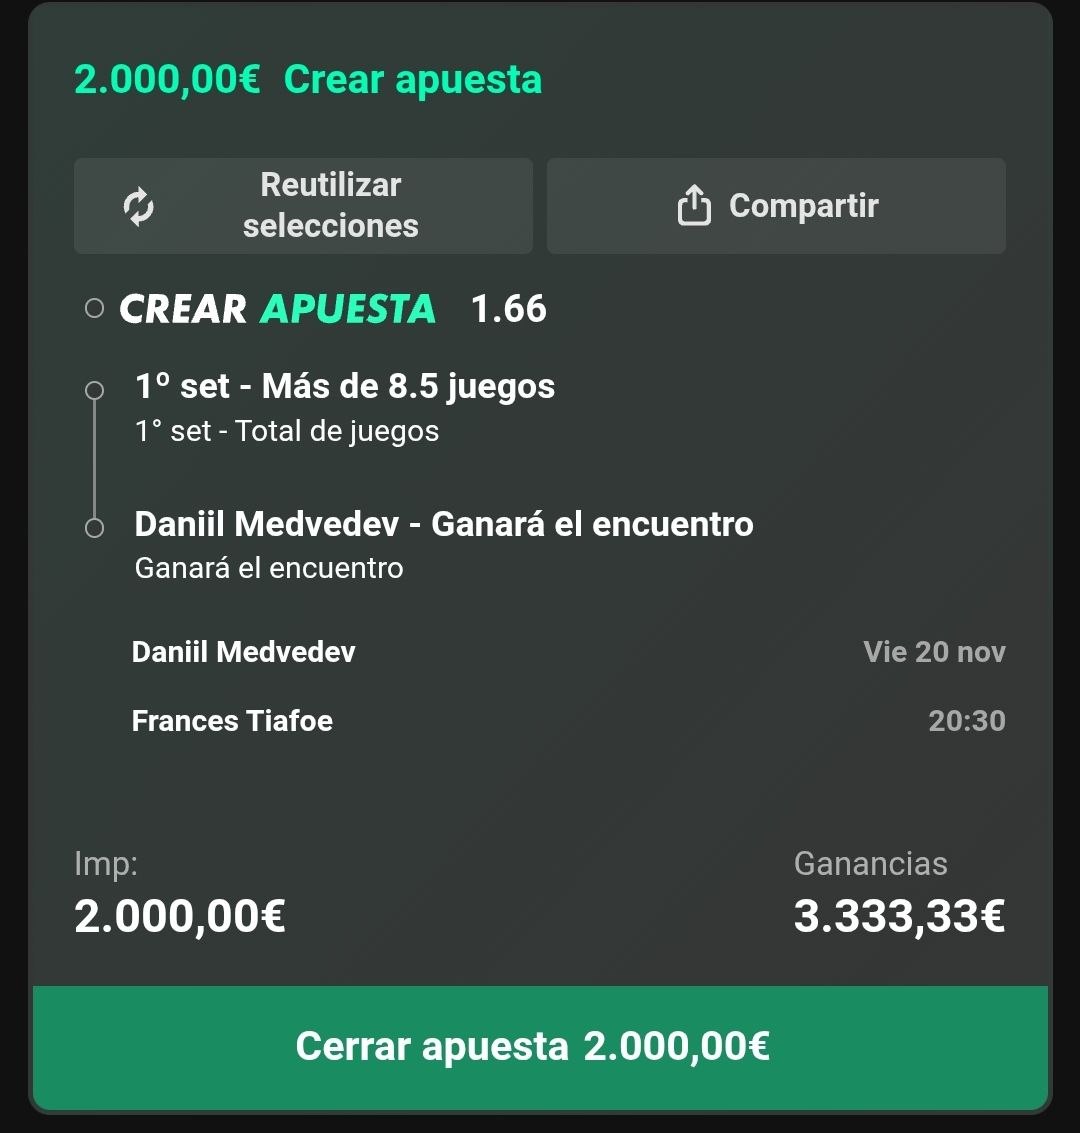 2.000,00€ Crear apuesta
Reutilizar
selecciones
Compartir
CREAR APUESTA 1.66
1º set - Más de 8.5 juegos
1° set - Total de juegos
Daniil Medvedev - Ganará el encuentro
Ganará el encuentro
Daniil Medvedev Vie 20 nov
Frances Tiafoe 20:30
Imp: Ganancias
2.000,00€ 3.333,33€
Cerrar apuesta 2.000,00€